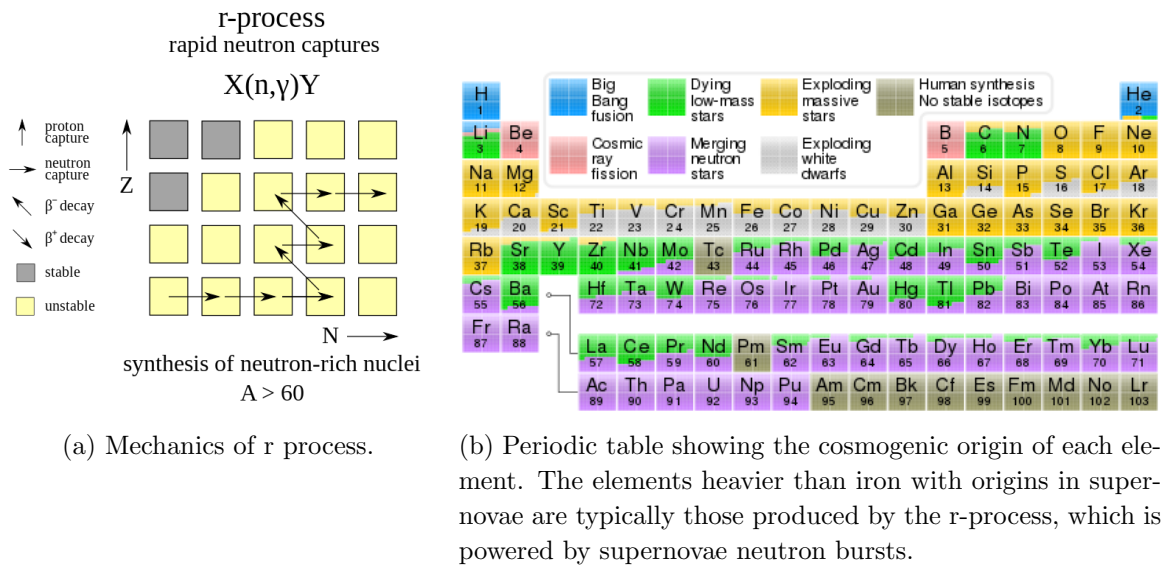 r-process
rapid neutron captures
X(n,γ)Y
proton
capture
neutron
capture
β⁻ decay
β⁺ decay
stable
unstable
Z
N
synthesis of neutron-rich nuclei
A > 60
(a) Mechanics of r process.
Big
Bang
fusion
Dying
low-mass
stars
Exploding
massive
stars
Human synthesis
No stable isotopes
Cosmic
ray
fission
Merging
neutron
stars
Exploding
white
dwarfs
H He
1 2
Li Be B C N O F Ne
3 4 5 6 7 8 9 10
Na Mg Al Si P S Cl Ar
11 12 13 14 15 16 17 18
K Ca Sc Ti V Cr Mn Fe Co Ni Cu Zn Ga Ge As Se Br Kr
19 20 21 22 23 24 25 26 27 28 29 30 31 32 33 34 35 36
Rb Sr Y Zr Nb Mo Tc Ru Rh Pd Ag Cd In Sn Sb Te I Xe
37 38 39 40 41 42 43 44 45 46 47 48 49 50 51 52 53 54
Cs Ba Hf Ta W Re Os Ir Pt Au Hg Tl Pb Bi Po At Rn
55 56 72 73 74 75 76 77 78 79 80 81 82 83 84 85 86
Fr Ra
87 88
La Ce Pr Nd Pm Sm Eu Gd Tb Dy Ho Er Tm Yb Lu
57 58 59 60 61 62 63 64 65 66 67 68 69 70 71
Ac Th Pa U Np Pu Am Cm Bk Cf Es Fm Md No Lr
89 90 91 92 93 94 95 96 97 98 99 100 101 102 103
(b) Periodic table showing the cosmogenic origin of each ele-
ment. The elements heavier than iron with origins in super-
novae are typically those produced by the r-process, which is
powered by supernovae neutron bursts.